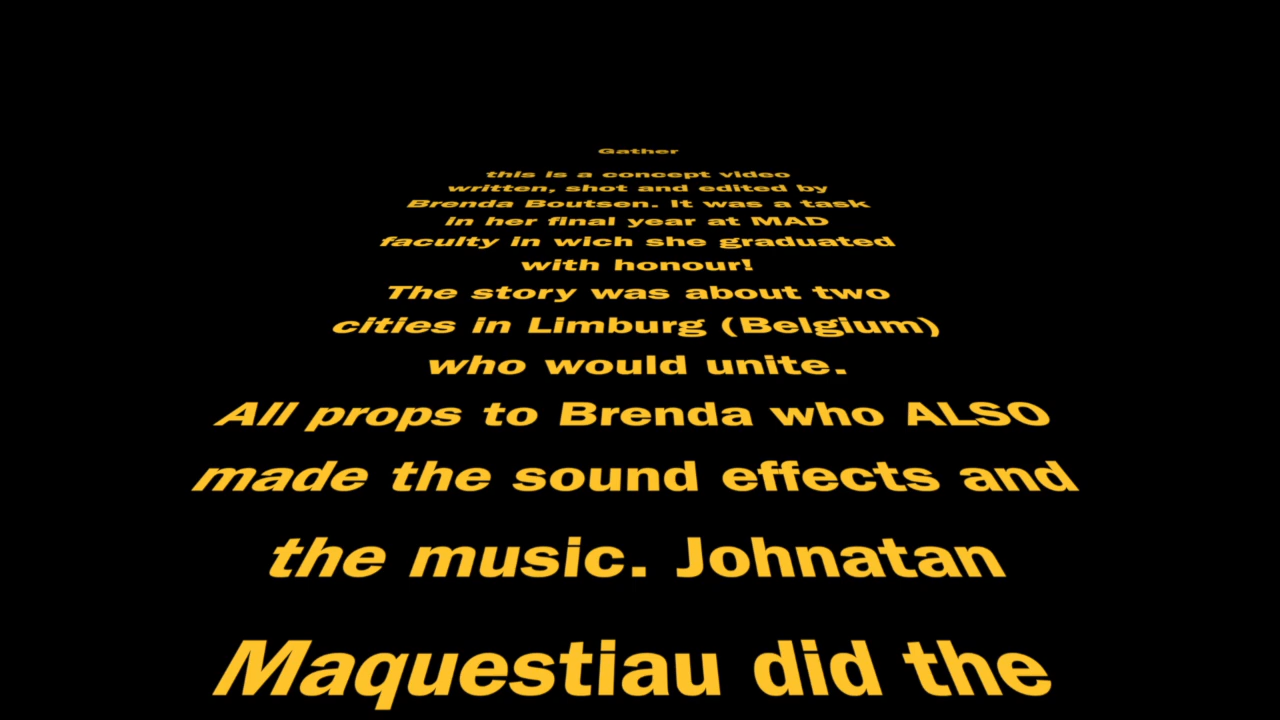 Gather
this is a concept video
written, shot and edited by
Brenda Boutsen. It was a task
in her final year at MAD
faculty in wich she graduated
with honour!
The story was about two
cities in Limburg (Belgium)
who would unite.
All props to Brenda who ALSO
made the sound effects and
the music. Johnatan
Maquestiau did the